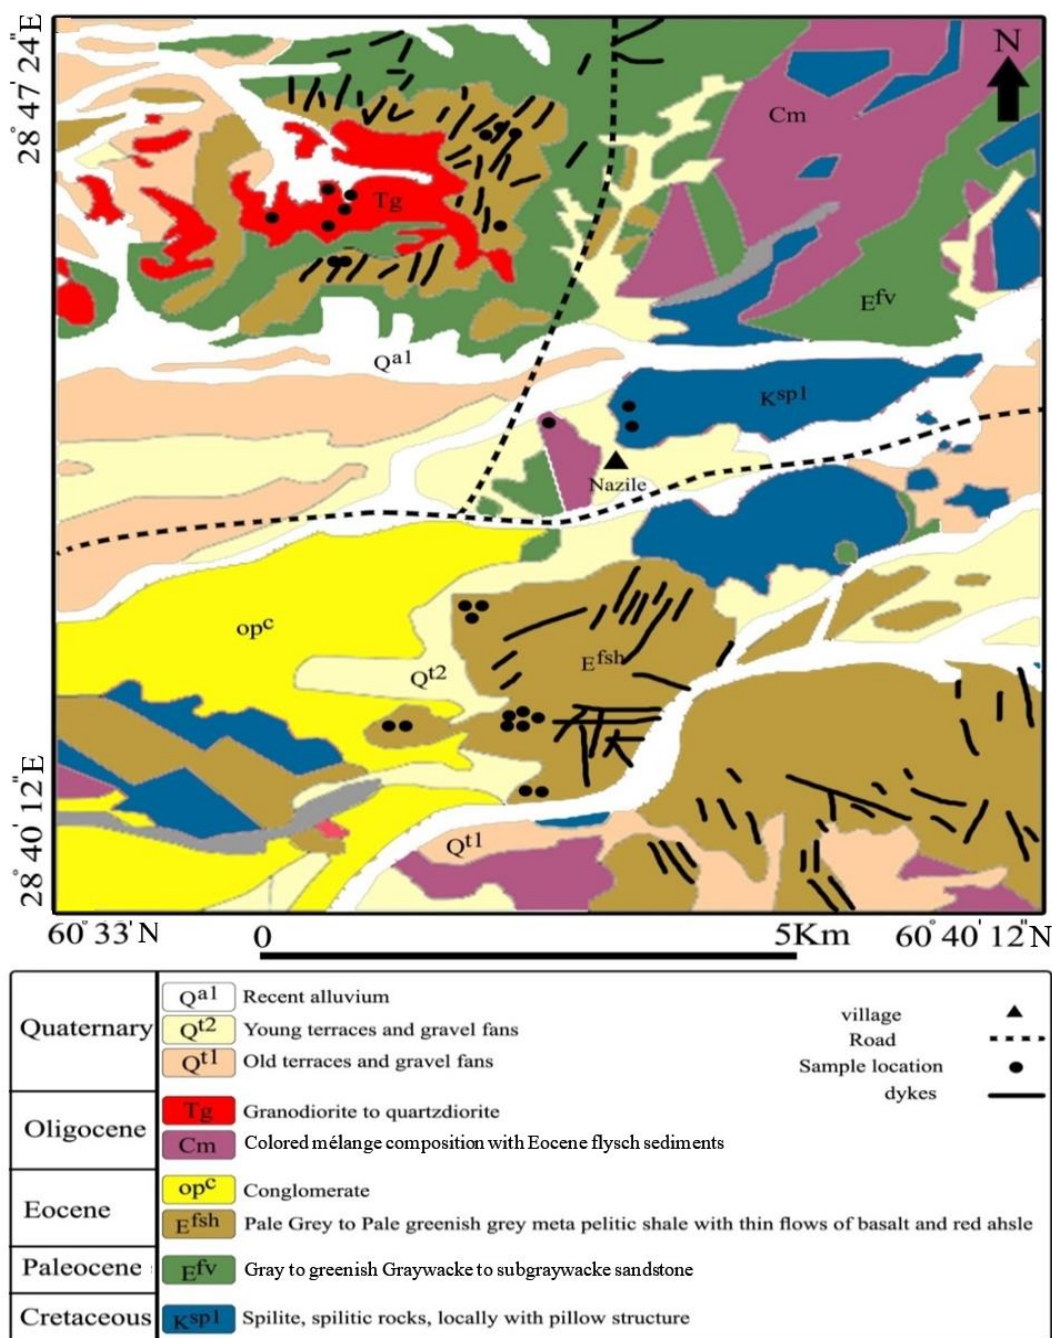 28° 47' 24" E
N
Cm
Tg
Efv
Qa1
Ksp1
Nazile
opc
Efsh
Qt2
28° 40' 12" E
Qt1
60° 33' N
0
5Km
60° 40' 12" N
Quaternary
Qa1 Recent alluvium
Qt2 Young terraces and gravel fans
Qt1 Old terraces and gravel fans
village
Road
Sample location
dykes
Oligocene
Tg Granodiorite to quartzdiorite
Cm Colored mélange composition with Eocene flysch sediments
Eocene
opc Conglomerate
Efsh Pale Grey to Pale greenish grey meta pelitic shale with thin flows of basalt and red ahsle
Paleocene
Efv Gray to greenish Graywacke to subgraywacke sandstone
Cretaceous
Ksp1 Spilite, spilitic rocks, locally with pillow structure